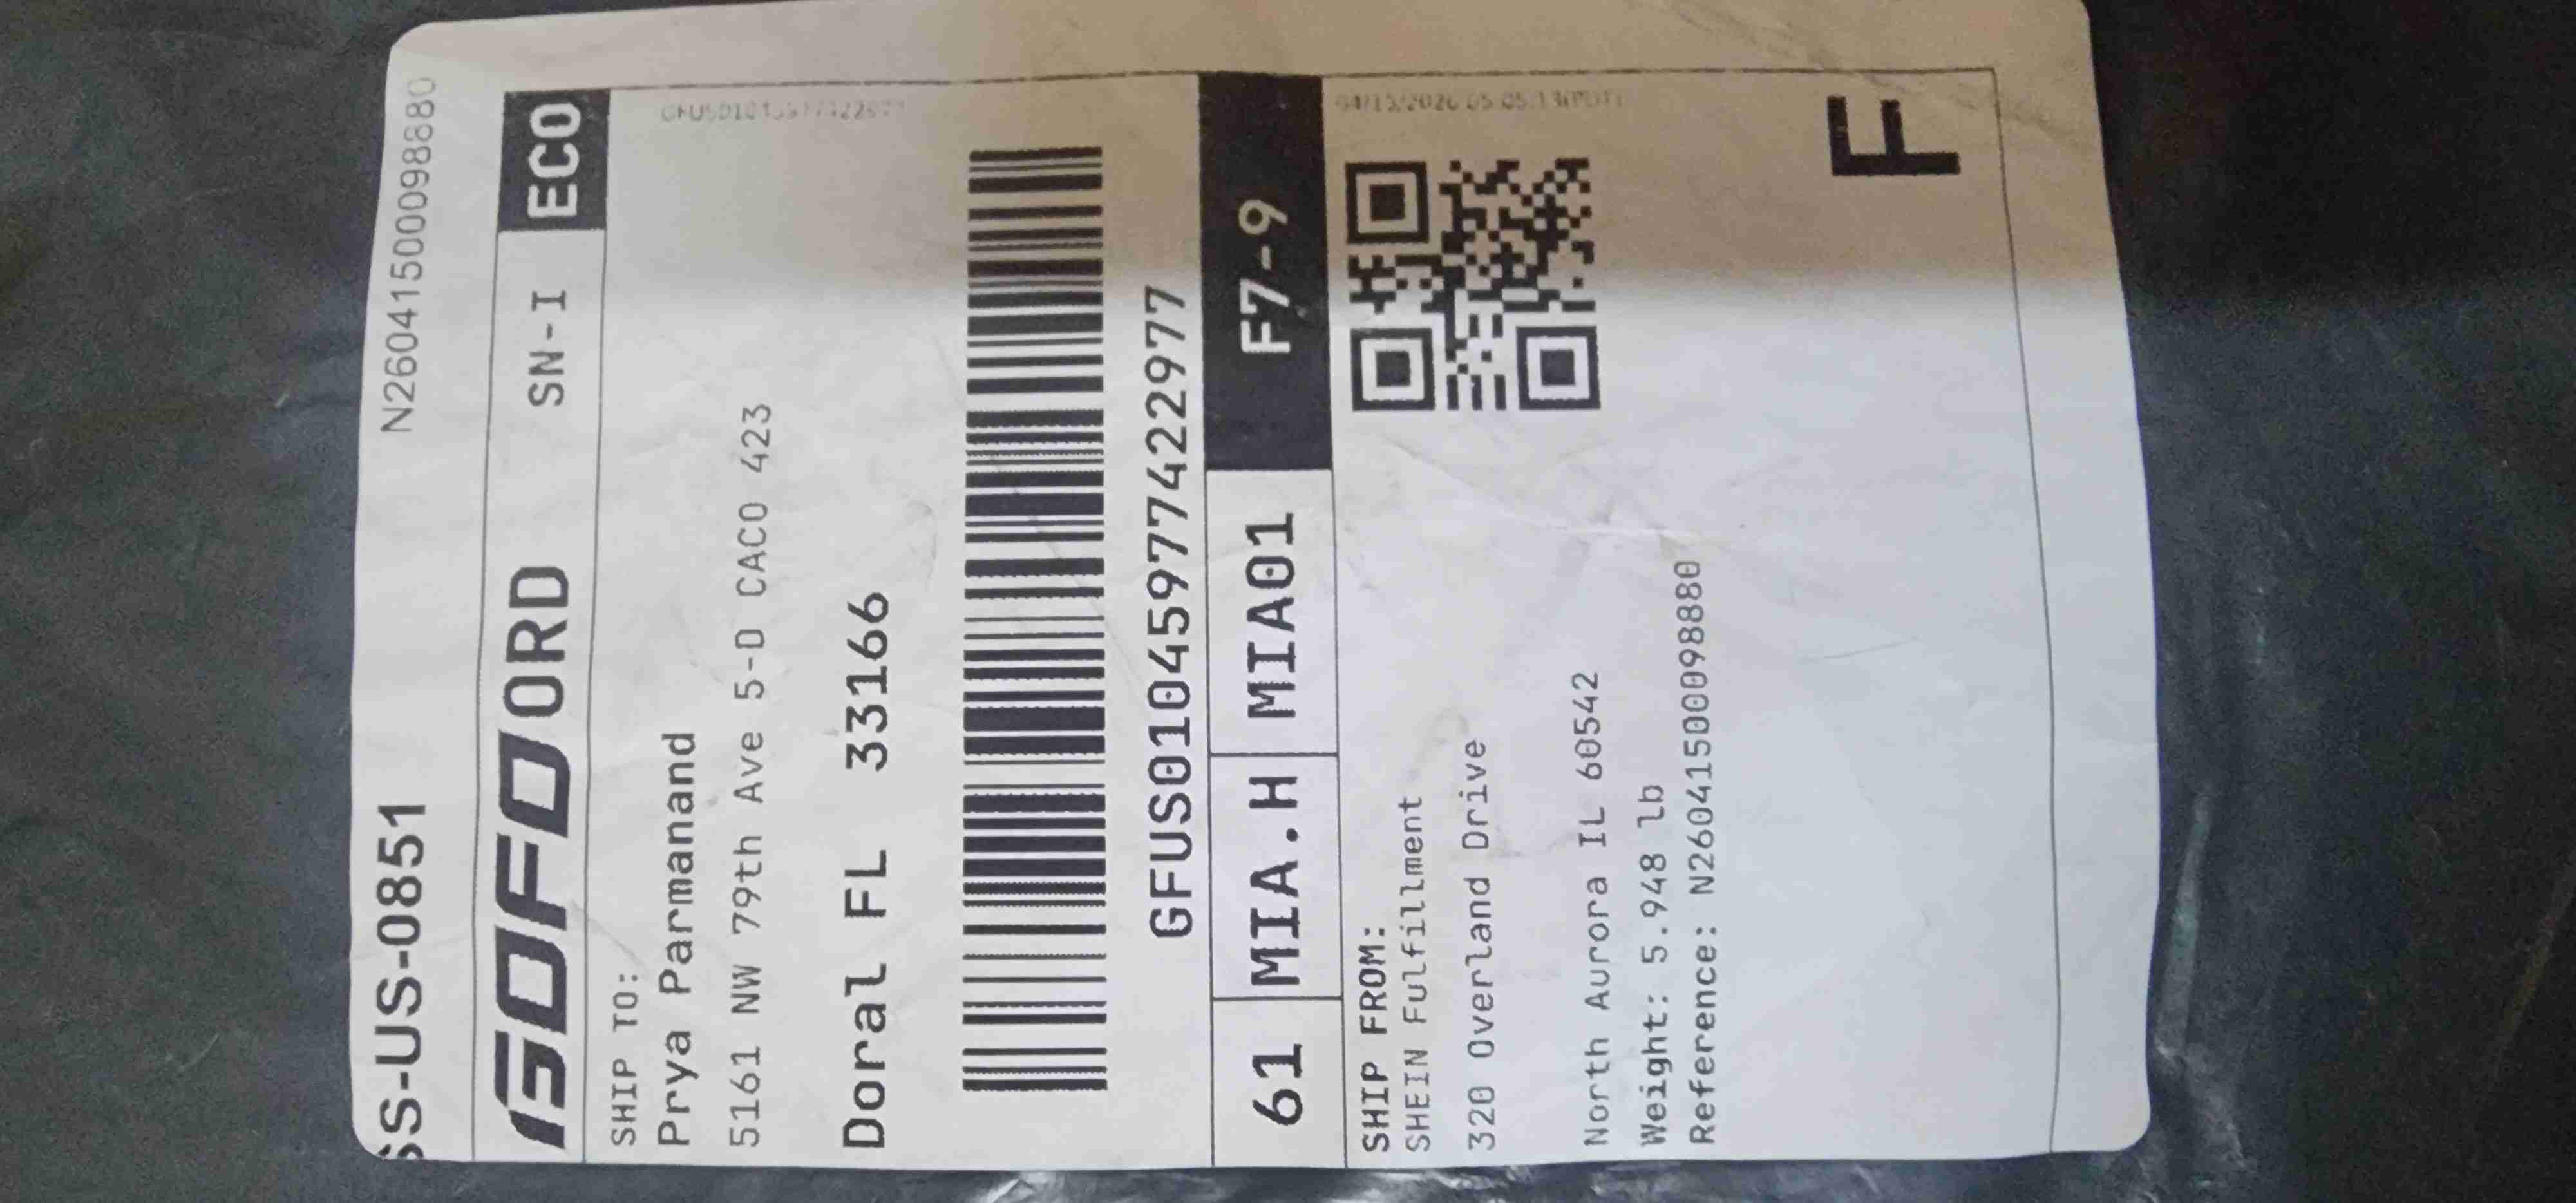 SS-US-0851 N26041500098880
GOFO ORD SN-I ECO
SHIP TO:
Prya Parmanand
5161 NW 79th Ave 5-D CACO 423
Doral FL 33166
GFUS01045977422977
61 MIA.H MIA01 F7-9
SHIP FROM:
SHEIN Fulfillment
320 Overland Drive
North Aurora IL 60542
Weight: 5.948 lb
Reference: N26041500098880
F